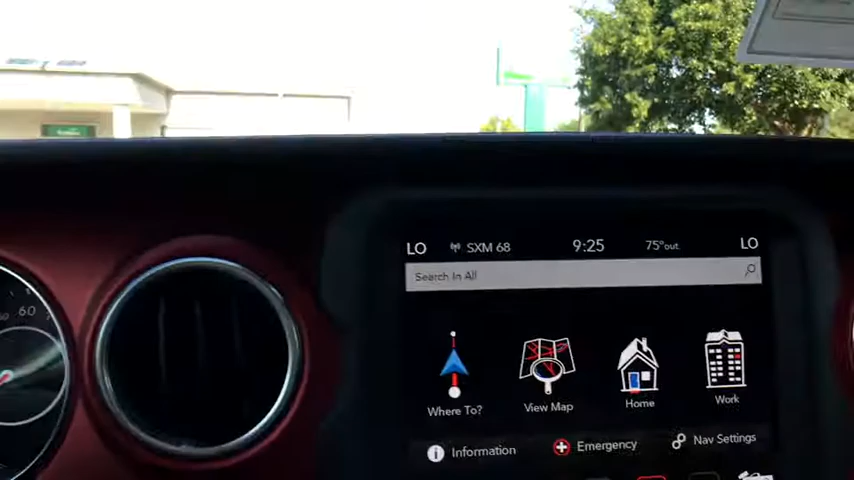 LO SXM 68 9:25 75°out LO
Search In All
Where To? View Map Home Work
Information Emergency Nav Settings